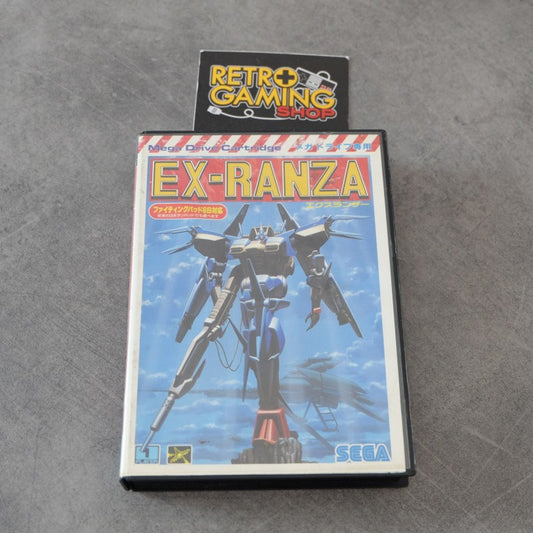 RETRO
GAMING
SHOP
Mega Drive Cartridge メガドライブ専用
EX-RANZA
エクスランザー
ファイティングパッド6B対応
1
PLAYER
SEGA